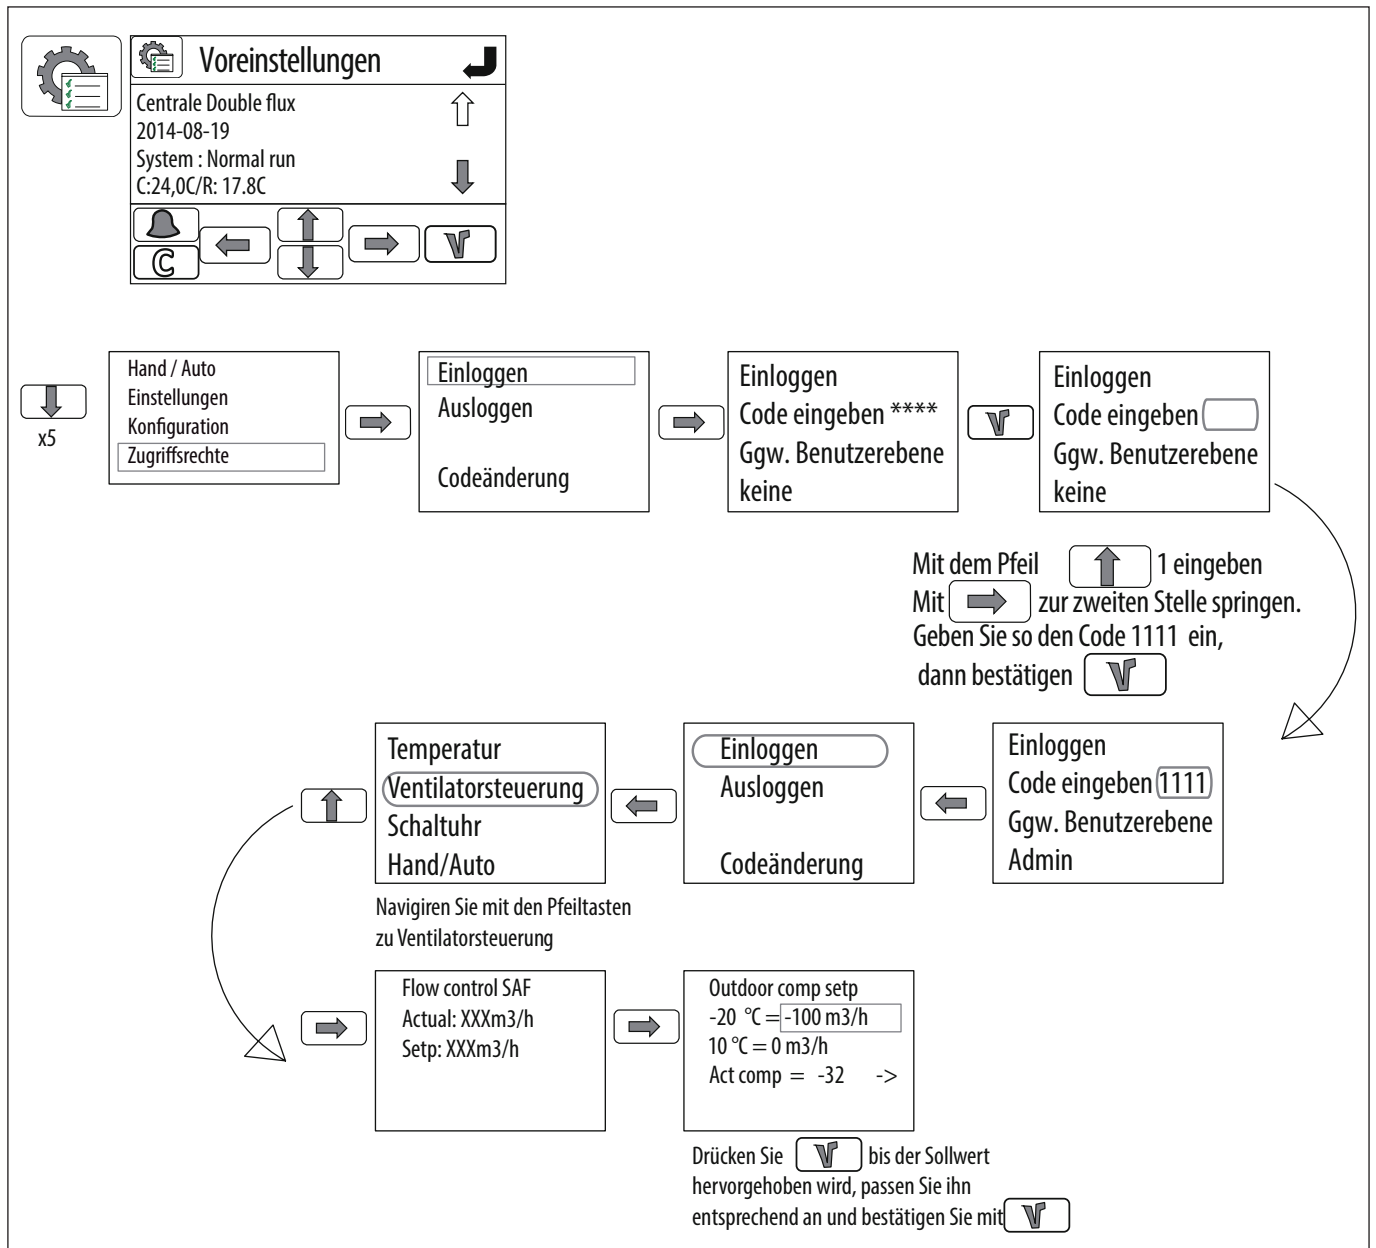 Voreinstellungen
Centrale Double flux
2014-08-19
System : Normal run
C:24,0C/R: 17.8C
C
x5
Hand / Auto
Einstellungen
Konfiguration
Zugriffsrechte
Einloggen
Ausloggen
Codeänderung
Einloggen
Code eingeben ****
Ggw. Benutzerebene
keine
Einloggen
Code eingeben
Ggw. Benutzerebene
keine
Mit dem Pfeil 1 eingeben
Mit zur zweiten Stelle springen.
Geben Sie so den Code 1111 ein,
dann bestätigen
Temperatur
Ventilatorsteuerung
Schaltuhr
Hand/Auto
Einloggen
Ausloggen
Codeänderung
Einloggen
Code eingeben 1111
Ggw. Benutzerebene
Admin
Navigiren Sie mit den Pfeiltasten
zu Ventilatorsteuerung
Flow control SAF
Actual: XXXm3/h
Setp: XXXm3/h
Outdoor comp setp
-20 °C = -100 m3/h
10 °C = 0 m3/h
Act comp = -32 ->
Drücken Sie bis der Sollwert
hervorgehoben wird, passen Sie ihn
entsprechend an und bestätigen Sie mit